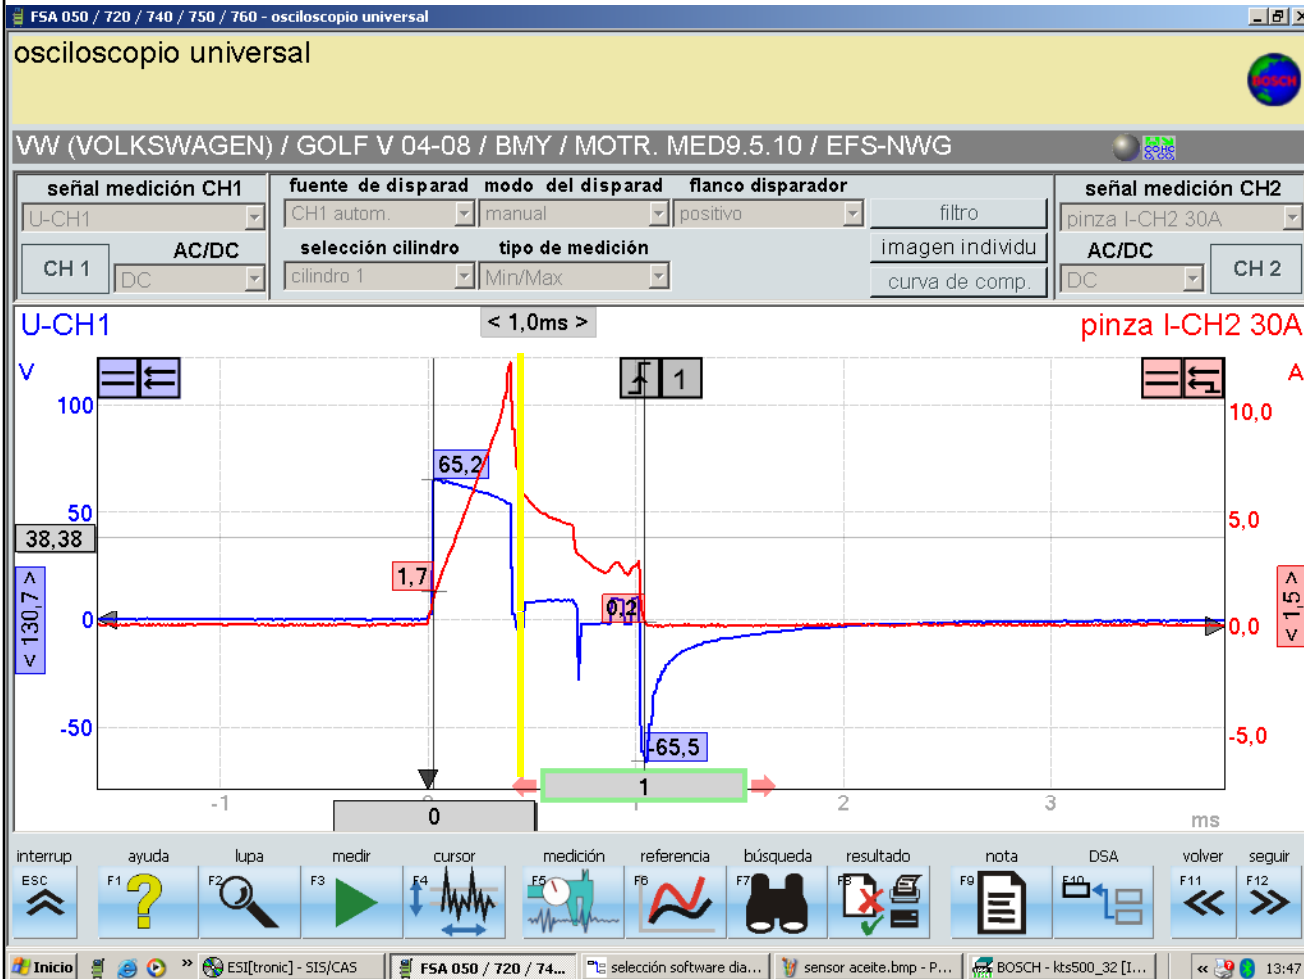 FSA 050 / 720 / 740 / 750 / 760 - osciloscopio universal
osciloscopio universal
BOSCH
VW (VOLKSWAGEN) / GOLF V 04-08 / BMY / MOTR. MED9.5.10 / EFS-NWG
señal medición CH1
fuente de disparad
modo del disparad
flanco disparador
señal medición CH2
U-CH1
CH1 autom.
manual
positivo
filtro
pinza I-CH2 30A
AC/DC
selección cilindro
tipo de medición
imagen individu
AC/DC
CH 1
DC
cilindro 1
Min/Max
curva de comp.
DC
CH 2
U-CH1
< 1,0ms >
pinza I-CH2 30A
V
1
A
100
10,0
65,2
50
5,0
38,38
1,7
< 130,7 >
0
0,2
0,0
< 1,5 >
-50
-65,5
-5,0
1
-1
0
1
2
3
0
ms
interrup
ayuda
lupa
medir
cursor
medición
referencia
búsqueda
resultado
nota
DSA
volver
seguir
ESC
F1
F2
F3
F4
F5
F6
F7
F8
F9
F10
F11
F12
Inicio
»
ESI[tronic] - SIS/CAS
FSA 050 / 720 / 74...
selección software dia...
sensor aceite.bmp - P...
BOSCH - kts500_32 [I...
«
13:47